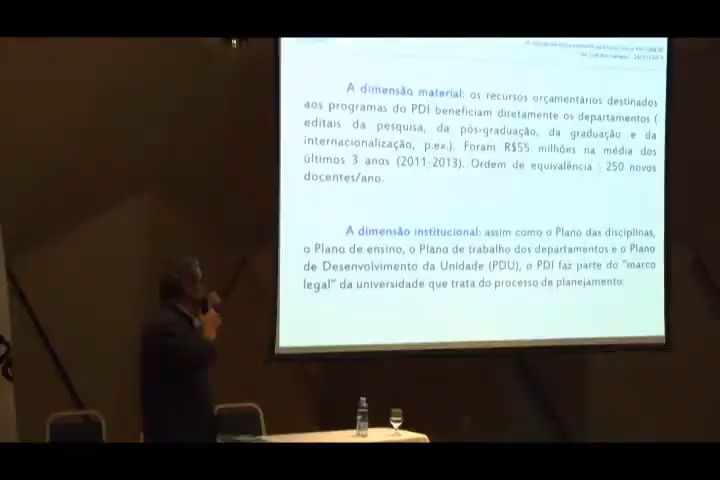 A dimensão material: os recursos orçamentários destinados
aos programas do PDI beneficiam diretamente os departamentos (
editais da pesquisa, da pós-graduação, da graduação e da
internacionalização, p.ex.). Foram R$55 milhões na média dos
últimos 3 anos (2011-2013). Ordem de equivalência : 250 novos
docentes/ano.
A dimensão institucional: assim como o Plano das disciplinas,
o Plano de ensino, o Plano de trabalho dos departamentos e o Plano
de Desenvolvimento da Unidade (PDU), o PDI faz parte do "marco
legal" da universidade que trata do processo de planejamento